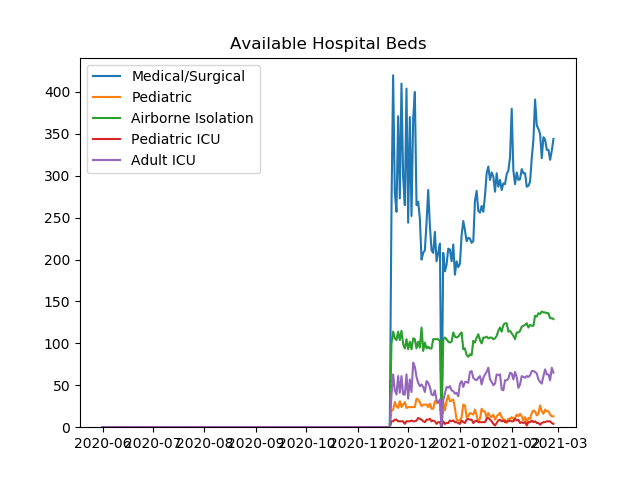 Available Hospital Beds
Medical/Surgical
Pediatric
Airborne Isolation
Pediatric ICU
Adult ICU
400
350
300
250
200
150
100
50
0
2020-06 2020-07 2020-08 2020-09 2020-10 2020-11 2020-12 2021-01 2021-02 2021-03